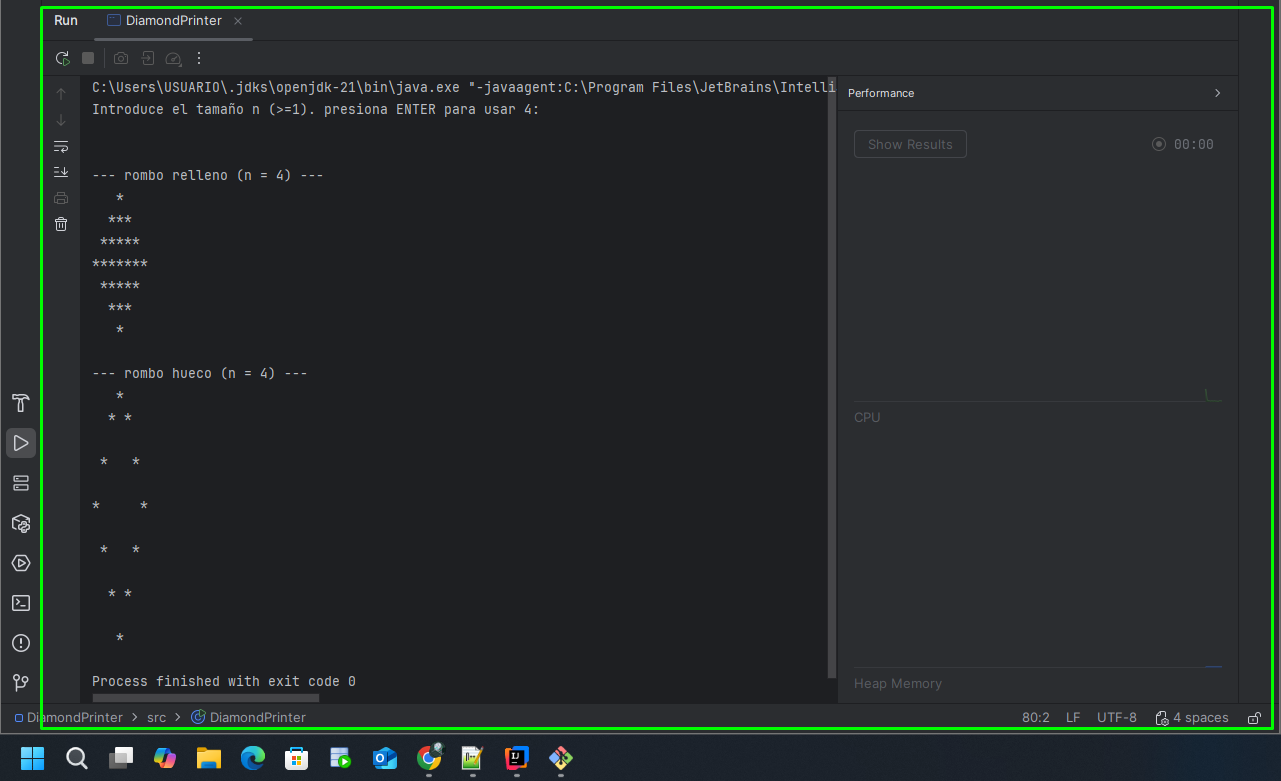 Run DiamondPrinter
C:\Users\USUARIO\.jdks\openjdk-21\bin\java.exe "-javaagent:C:\Program Files\JetBrains\Intelli
Introduce el tamaño n (>=1). presiona ENTER para usar 4:
--- rombo relleno (n = 4) ---
   *
  ***
 *****
*******
 *****
  ***
   *
--- rombo hueco (n = 4) ---
   *
  * *
 *   *
*     *
 *   *
  * *
   *
Process finished with exit code 0
Performance
Show Results 00:00
CPU
Heap Memory
DiamondPrinter > src > DiamondPrinter 80:2 LF UTF-8 4 spaces